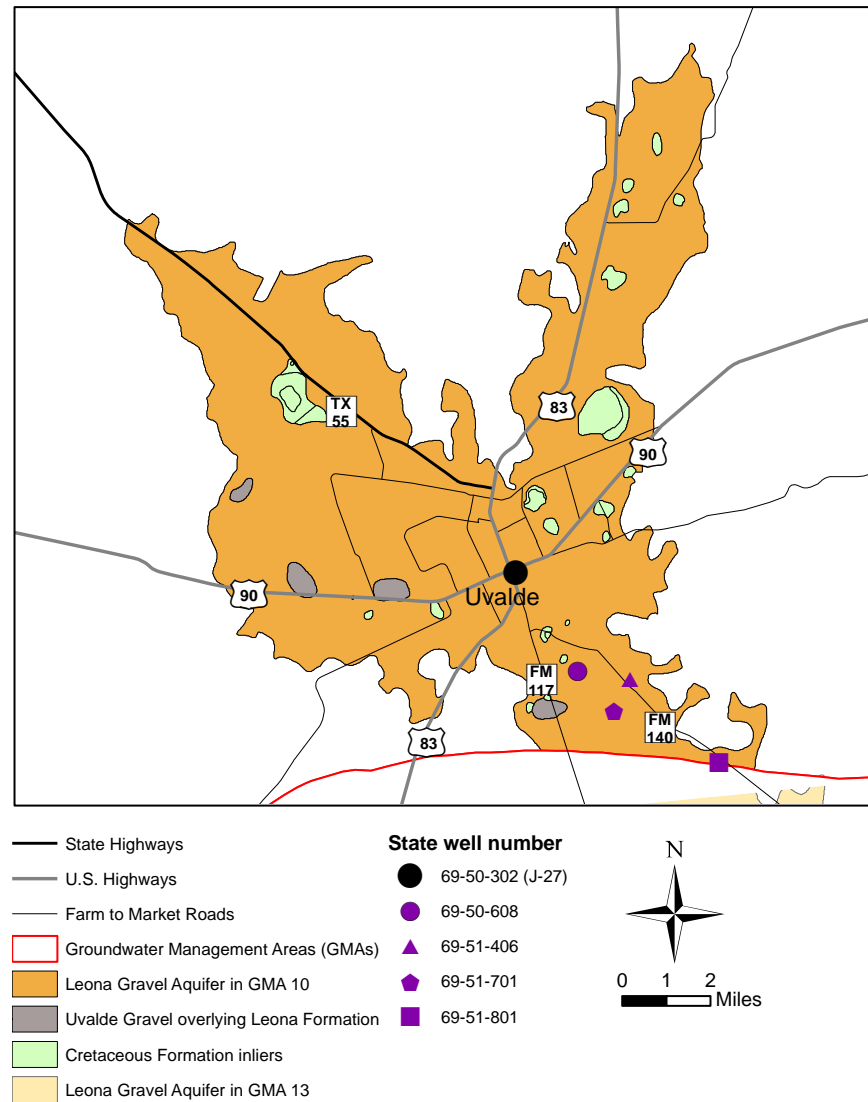 83
TX
55
90
Uvalde
90
FM
117
FM
140
83
State Highways
U.S. Highways
Farm to Market Roads
Groundwater Management Areas (GMAs)
Leona Gravel Aquifer in GMA 10
Uvalde Gravel overlying Leona Formation
Cretaceous Formation inliers
Leona Gravel Aquifer in GMA 13
State well number
69-50-302 (J-27)
69-50-608
69-51-406
69-51-701
69-51-801
N
0 1 2
Miles